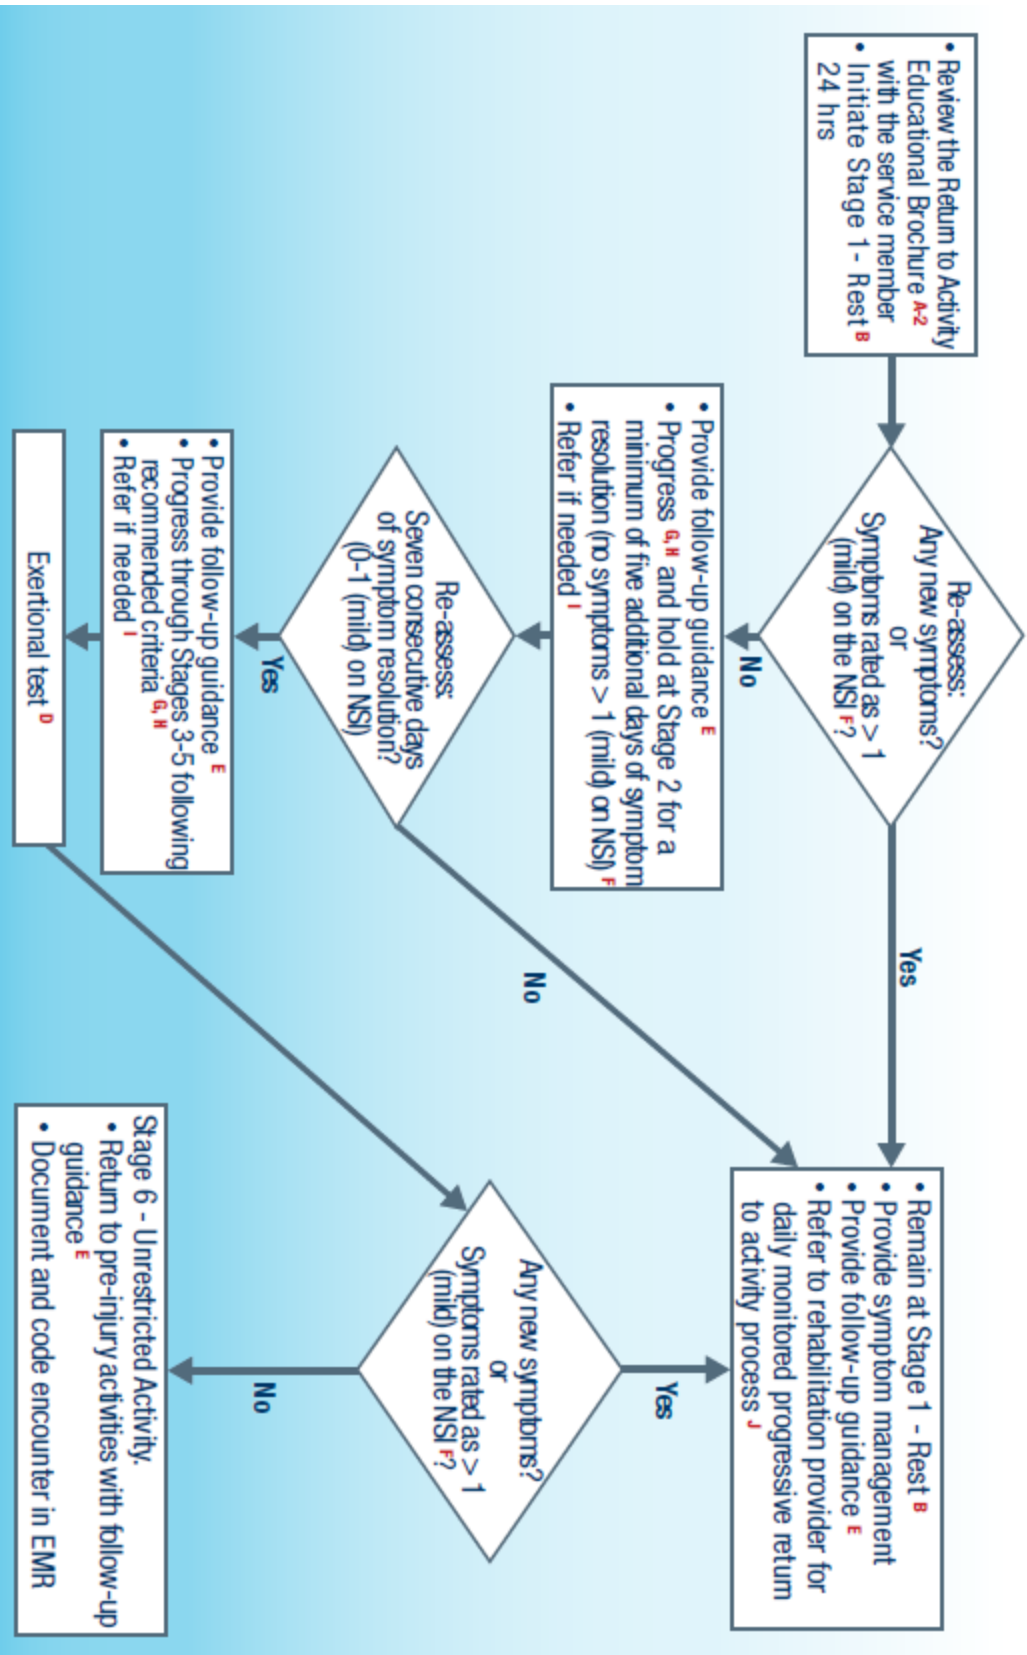 • Review the Return to Activity
Educational Brochure A-2
with the service member
• Initiate Stage 1- Rest B
24 hrs
Re-assess:
Any new symptoms?
or
Symptoms rated as > 1
(mild) on the NSI F?
Yes
No
• Remain at Stage 1 - Rest B
• Provide symptom management
• Provide follow-up guidance E
• Refer to rehabilitation provider for
daily monitored progressive return
to activity process J
• Provide follow-up guidance E
• Progress G, H and hold at Stage 2 for a
minimum of five additional days of symptom
resolution (no symptoms > 1 (mild) on NSI) F
• Refer if needed I
Re-assess:
Seven consecutive days
of symptom resolution?
(0-1 (mild) on NSI)
No
Yes
• Provide follow-up guidance E
• Progress through Stages 3-5 following
recommended criteria G, H
• Refer if needed I
Exertional test D
Any new symptoms?
or
Symptoms rated as > 1
(mild) on the NSI F?
Yes
No
Stage 6 - Unrestricted Activity.
• Return to pre-injury activities with follow-up
guidance E
• Document and code encounter in EMR